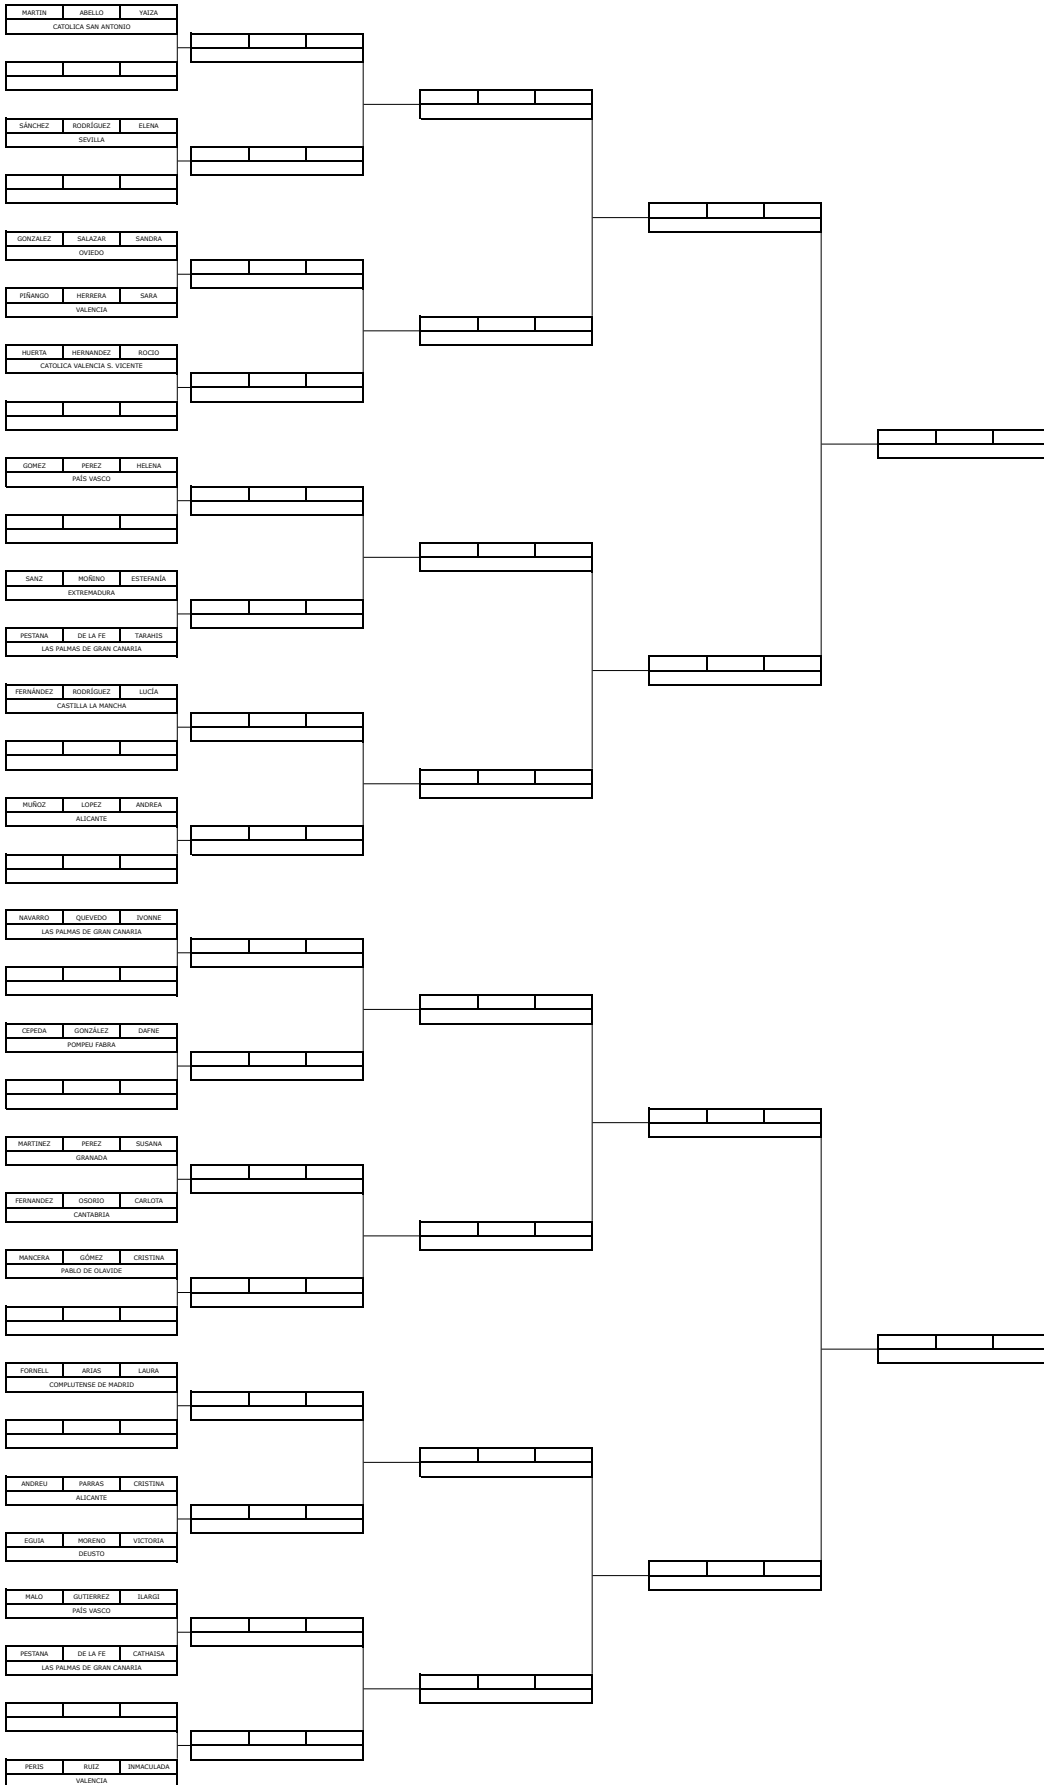 MARTIN ABELLO YAIZA
CATOLICA SAN ANTONIO
SÁNCHEZ RODRÍGUEZ ELENA
SEVILLA
GONZALEZ SALAZAR SANDRA
OVIEDO
PIÑANGO HERRERA SARA
VALENCIA
HUERTA HERNANDEZ ROCIO
CATOLICA VALENCIA S. VICENTE
GOMEZ PEREZ HELENA
PAÍS VASCO
SANZ MOÑINO ESTEFANÍA
EXTREMADURA
PESTANA DE LA FE TARAHIS
LAS PALMAS DE GRAN CANARIA
FERNÁNDEZ RODRÍGUEZ LUCÍA
CASTILLA LA MANCHA
MUÑOZ LOPEZ ANDREA
ALICANTE
NAVARRO QUEVEDO IVONNE
LAS PALMAS DE GRAN CANARIA
CEPEDA GONZÁLEZ DAFNE
POMPEU FABRA
MARTINEZ PEREZ SUSANA
GRANADA
FERNANDEZ OSORIO CARLOTA
CANTABRIA
MANCERA GÓMEZ CRISTINA
PABLO DE OLAVIDE
FORNELL ARIAS LAURA
COMPLUTENSE DE MADRID
ANDREU PARRAS CRISTINA
ALICANTE
EGUIA MORENO VICTORIA
DEUSTO
MALO GUTIERREZ ILARGI
PAÍS VASCO
PESTANA DE LA FE CATHAISA
LAS PALMAS DE GRAN CANARIA
PERIS RUIZ INMACULADA
VALENCIA